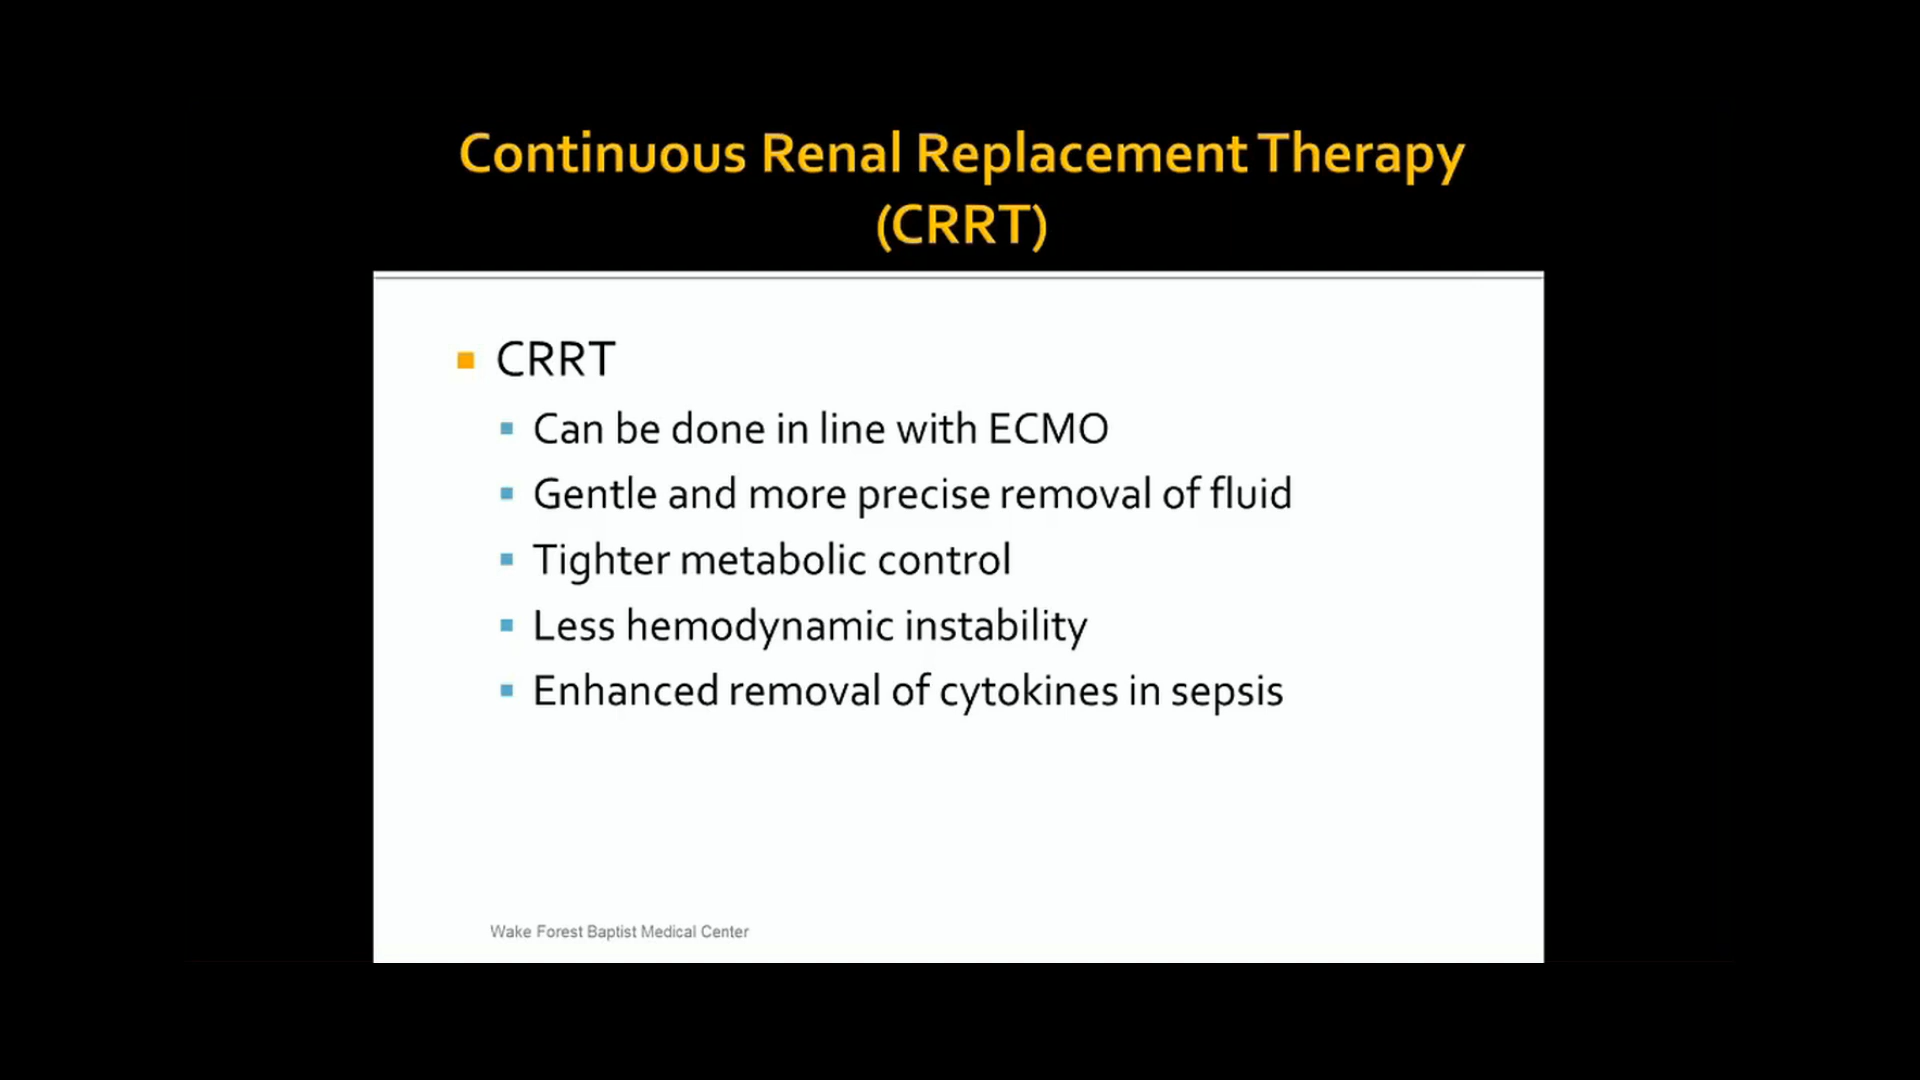 Continuous Renal Replacement Therapy
(CRRT)
CRRT
Can be done in line with ECMO
Gentle and more precise removal of fluid
Tighter metabolic control
Less hemodynamic instability
Enhanced removal of cytokines in sepsis
Wake Forest Baptist Medical Center